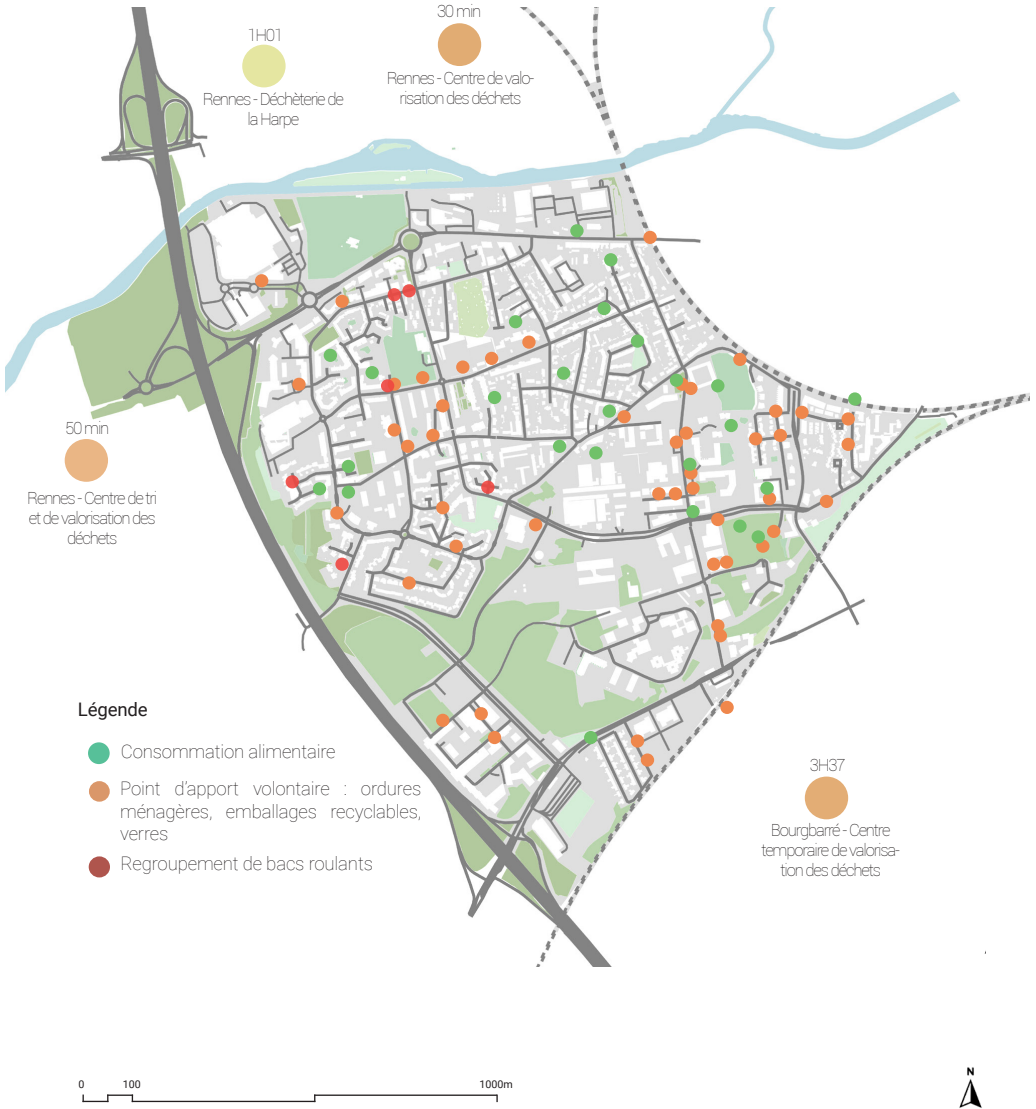 1H01
Rennes - Déchèterie de
la Harpe
30 min
Rennes - Centre de valo-
risation des déchets
50 min
Rennes - Centre de tri
et de valorisation des
déchets
Légende
Consommation alimentaire
Point d'apport volontaire : ordures
ménagères, emballages recyclables,
verres
Regroupement de bacs roulants
3H37
Bourgbarré - Centre
temporaire de valorisa-
tion des déchets
0 100 1000m
N